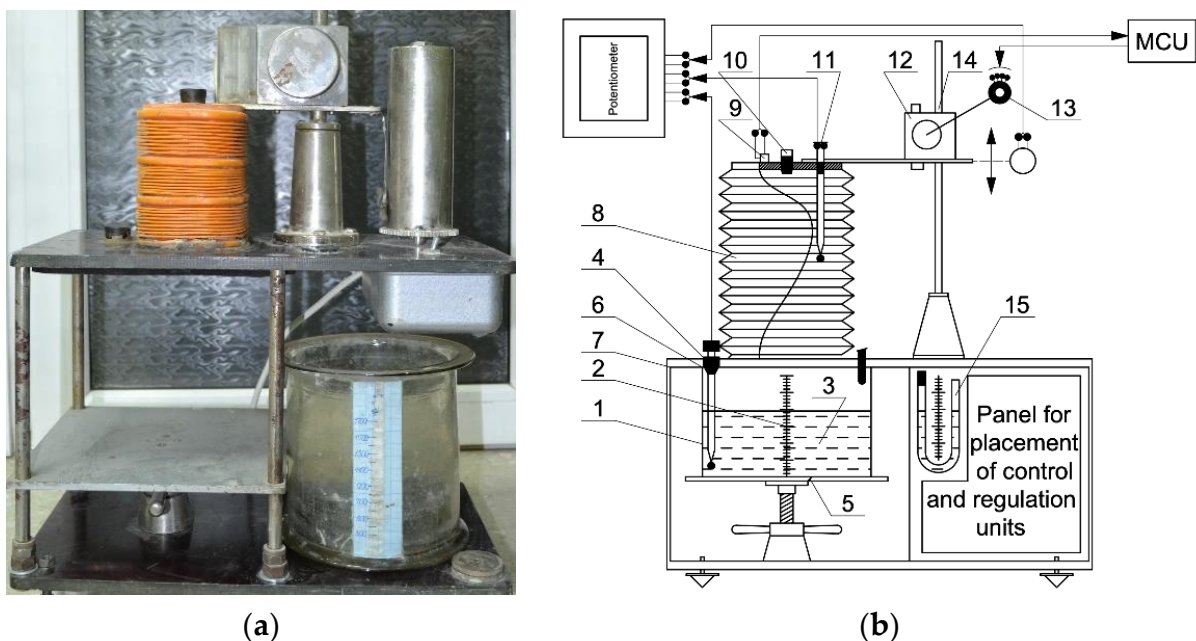 Potentiometer
MCU
10
11
12
14
9
13
8
4
6
7
2
1
3
15
5
Panel for
placement
of control
and regulation
units
(a)
(b)